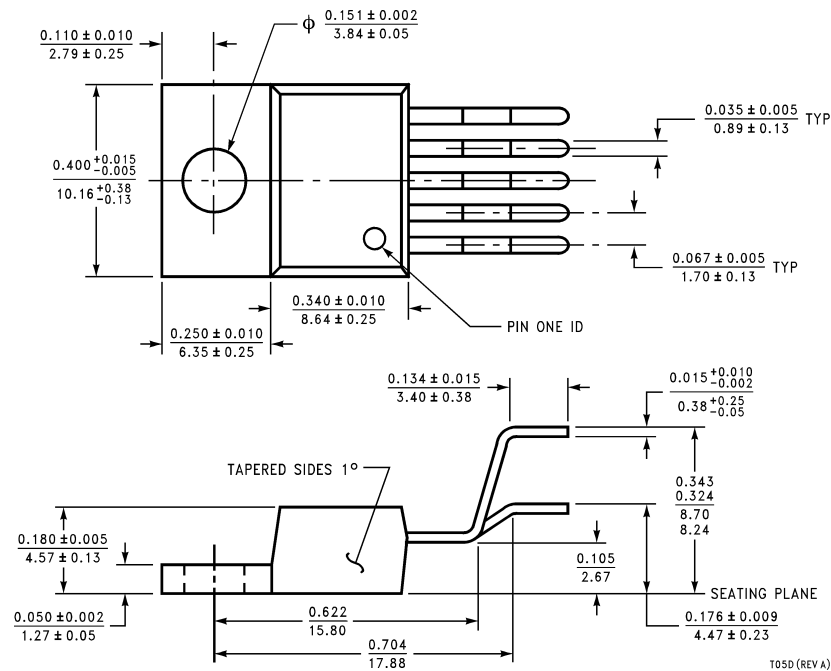 0.110 ± 0.010
2.79 ± 0.25
ϕ 0.151 ± 0.002
3.84 ± 0.05
0.035 ± 0.005 TYP
0.89 ± 0.13
0.400 +0.015 -0.005
10.16 +0.38 -0.13
0.067 ± 0.005 TYP
1.70 ± 0.13
0.340 ± 0.010
8.64 ± 0.25
PIN ONE ID
0.250 ± 0.010
6.35 ± 0.25
0.134 ± 0.015
3.40 ± 0.38
0.015 +0.010 -0.002
0.38 +0.25 -0.05
TAPERED SIDES 1°
0.343
0.324
8.70
8.24
0.180 ± 0.005
4.57 ± 0.13
0.105
2.67
SEATING PLANE
0.050 ± 0.002
1.27 ± 0.05
0.622
15.80
0.176 ± 0.009
4.47 ± 0.23
0.704
17.88
T05D (REV A)